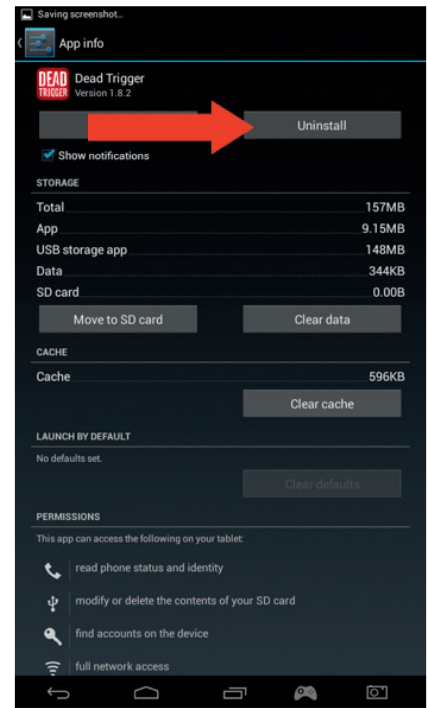 Saving screenshot...
App info
DEAD
TRIGGER
Dead Trigger
Version 1.8.2
Uninstall
Show notifications
STORAGE
Total 157MB
App 9.15MB
USB storage app 148MB
Data 344KB
SD card 0.00B
Move to SD card Clear data
CACHE
Cache 596KB
Clear cache
LAUNCH BY DEFAULT
No defaults set.
Clear defaults
PERMISSIONS
This app can access the following on your tablet:
read phone status and identity
modify or delete the contents of your SD card
find accounts on the device
full network access